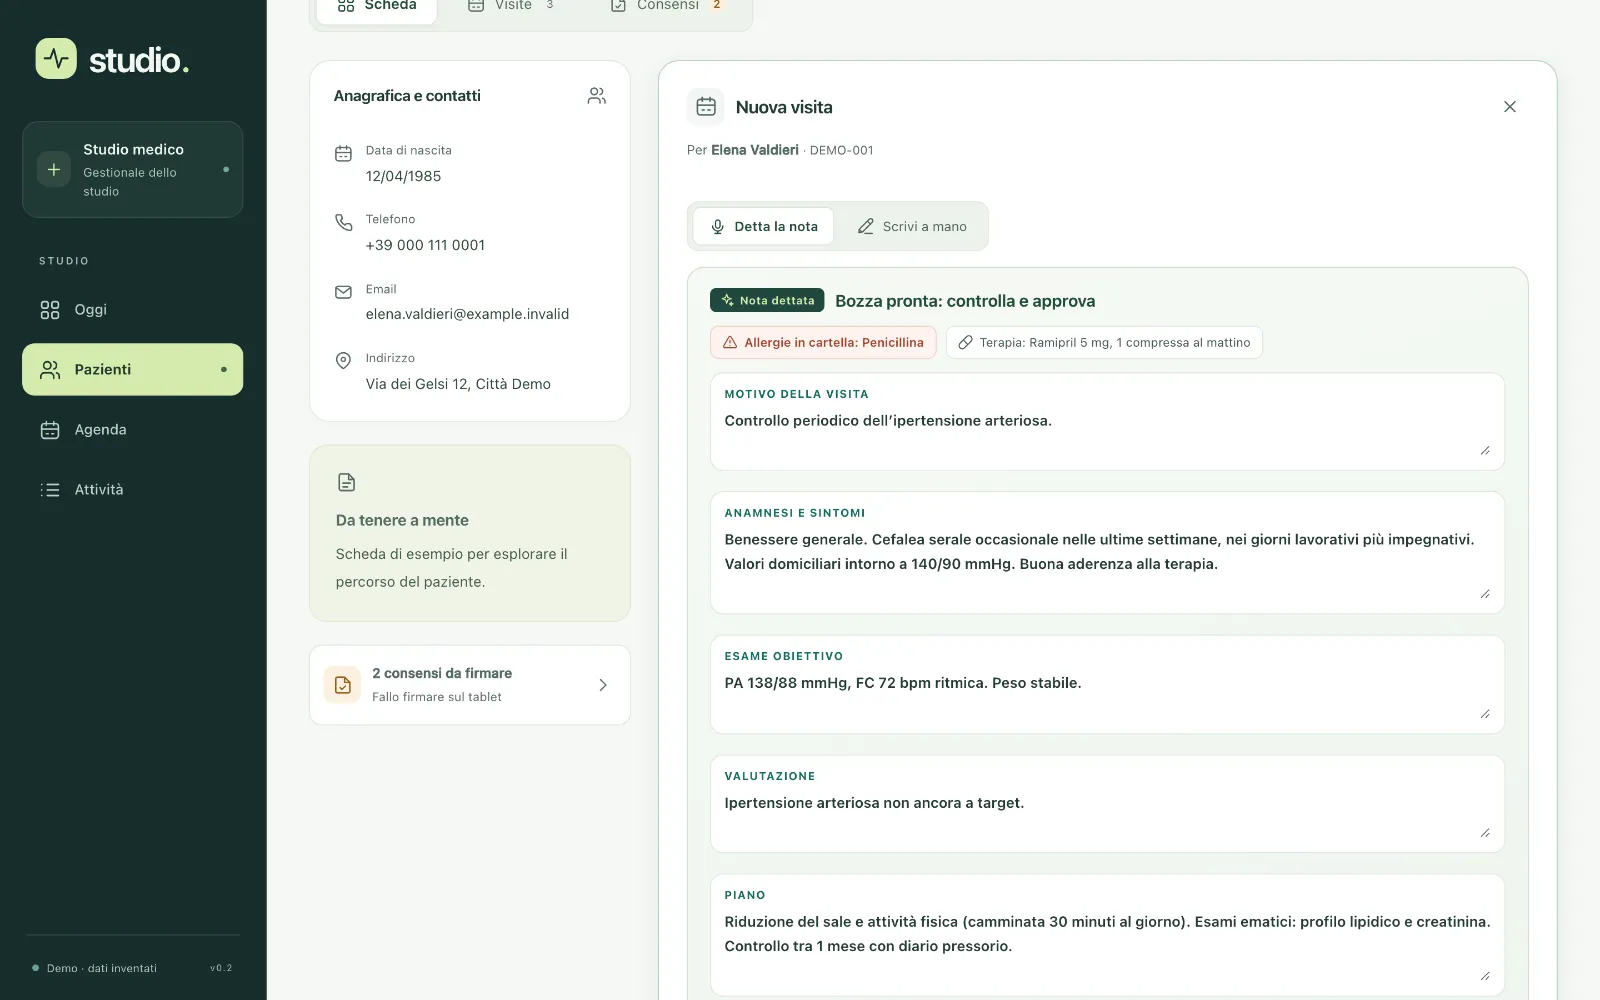 studio.
Studio medico
Gestionale dello
studio
STUDIO
Oggi
Pazienti
Agenda
Attività
Demo · dati inventati
v0.2
Scheda
Visite 3
Consensi 2
Anagrafica e contatti
Data di nascita
12/04/1985
Telefono
+39 000 111 0001
Email
elena.valdieri@example.invalid
Indirizzo
Via dei Gelsi 12, Città Demo
Da tenere a mente
Scheda di esempio per esplorare il
percorso del paziente.
2 consensi da firmare
Fallo firmare sul tablet
Nuova visita
Per Elena Valdieri · DEMO-001
Detta la nota
Scrivi a mano
Nota dettata
Bozza pronta: controlla e approva
Allergie in cartella: Penicillina
Terapia: Ramipril 5 mg, 1 compressa al mattino
MOTIVO DELLA VISITA
Controllo periodico dell’ipertensione arteriosa.
ANAMNESI E SINTOMI
Benessere generale. Cefalea serale occasionale nelle ultime settimane, nei giorni lavorativi più impegnativi.
Valori domiciliari intorno a 140/90 mmHg. Buona aderenza alla terapia.
ESAME OBIETTIVO
PA 138/88 mmHg, FC 72 bpm ritmica. Peso stabile.
VALUTAZIONE
Ipertensione arteriosa non ancora a target.
PIANO
Riduzione del sale e attività fisica (camminata 30 minuti al giorno). Esami ematici: profilo lipidico e creatinina.
Controllo tra 1 mese con diario pressorio.